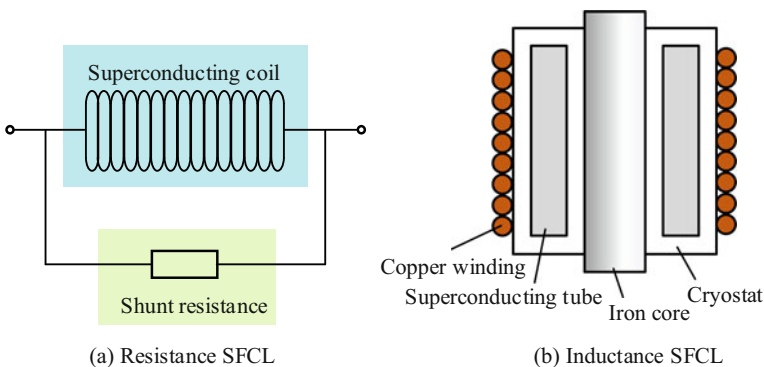 Superconducting coil
Shunt resistance
(a) Resistance SFCL
Copper winding
Superconducting tube
Iron core
Cryostat
(b) Inductance SFCL